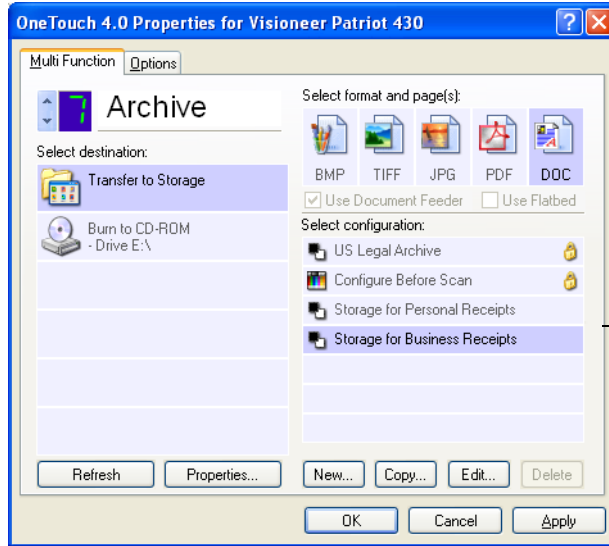 OneTouch 4.0 Properties for Visioneer Patriot 430
Multi Function
Options
7
Archive
Select destination:
Transfer to Storage
Burn to CD-ROM
- Drive E:\
Refresh
Properties...
Select format and page(s):
BMP
TIFF
JPG
PDF
DOC
Use Document Feeder
Use Flatbed
Select configuration:
US Legal Archive
Configure Before Scan
Storage for Personal Receipts
Storage for Business Receipts
New...
Copy...
Edit...
Delete
OK
Cancel
Apply